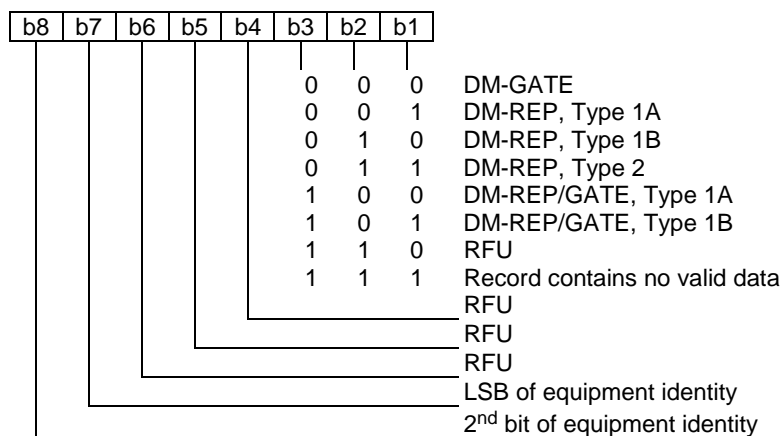 b8 b7 b6 b5 b4 b3 b2 b1
0 0 0 DM-GATE
0 0 1 DM-REP, Type 1A
0 1 0 DM-REP, Type 1B
0 1 1 DM-REP, Type 2
1 0 0 DM-REP/GATE, Type 1A
1 0 1 DM-REP/GATE, Type 1B
1 1 0 RFU
1 1 1 Record contains no valid data
RFU
RFU
RFU
LSB of equipment identity
2nd bit of equipment identity